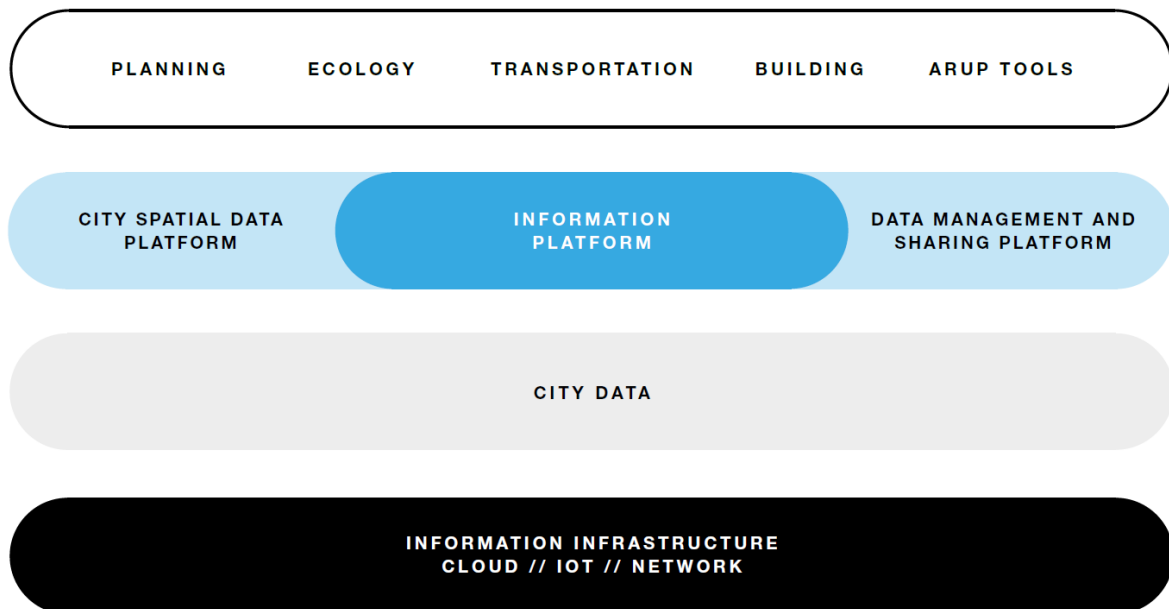 PLANNING ECOLOGY TRANSPORTATION BUILDING ARUP TOOLS
CITY SPATIAL DATA
PLATFORM
INFORMATION
PLATFORM
DATA MANAGEMENT AND
SHARING PLATFORM
CITY DATA
INFORMATION INFRASTRUCTURE
CLOUD // IOT // NETWORK